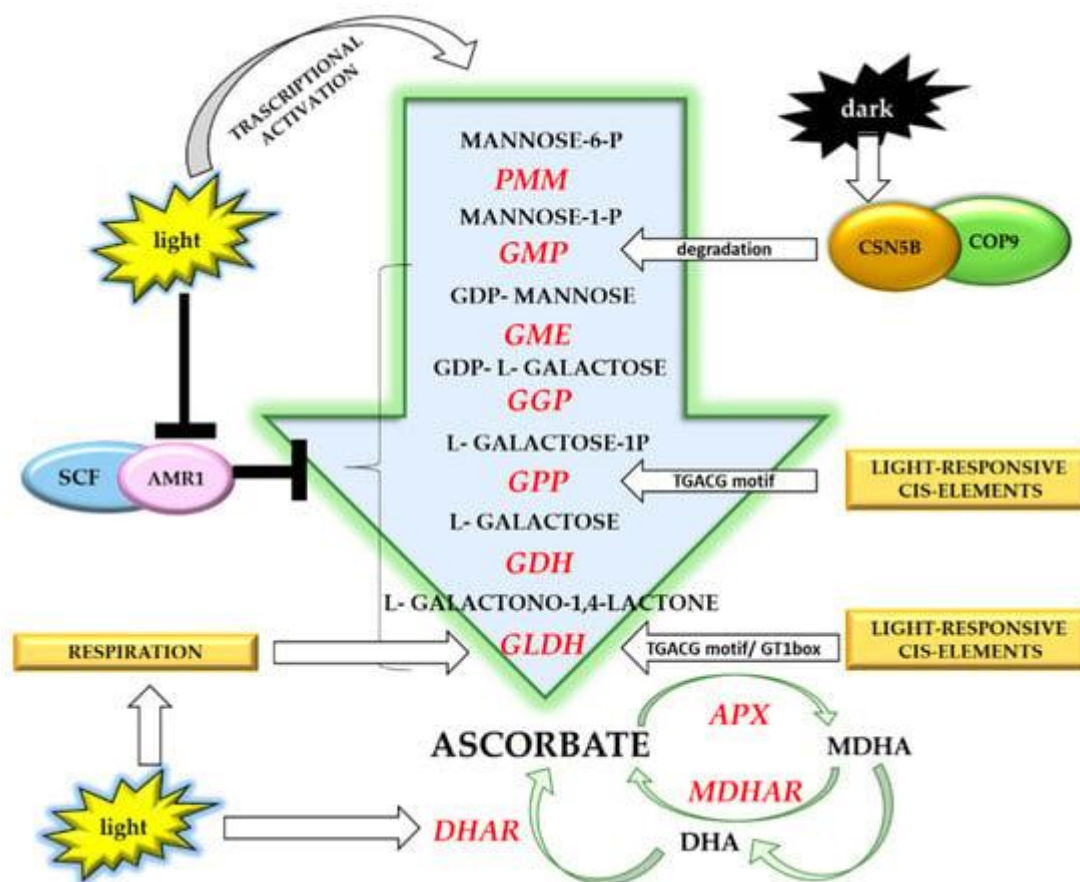 TRASCRIPTIONAL
ACTIVATION
dark
light
MANNOSE-6-P
PMM
MANNOSE-1-P
GMP
degradation
CSN5B
COP9
GDP- MANNOSE
GME
GDP- L- GALACTOSE
GGP
L- GALACTOSE-1P
SCF
AMR1
GPP
TGACG motif
LIGHT-RESPONSIVE
CIS-ELEMENTS
L- GALACTOSE
GDH
L- GALACTONO-1,4-LACTONE
RESPIRATION
GLDH
TGACG motif/ GT1box
LIGHT-RESPONSIVE
CIS-ELEMENTS
APX
ASCORBATE
MDHA
MDHAR
light
DHAR
DHA